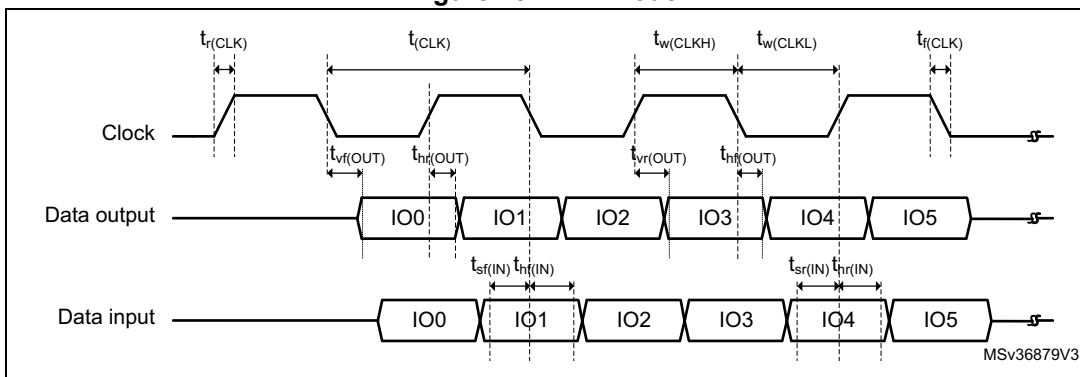 tr(CLK) t(CLK) tw(CLKH) tw(CLKL) tf(CLK)
Clock
tvf(OUT) thr(OUT) tvr(OUT) thf(OUT)
Data output IO0 IO1 IO2 IO3 IO4 IO5
tsf(IN) thf(IN) tsr(IN) thr(IN)
Data input IO0 IO1 IO2 IO3 IO4 IO5
MSv36879V3